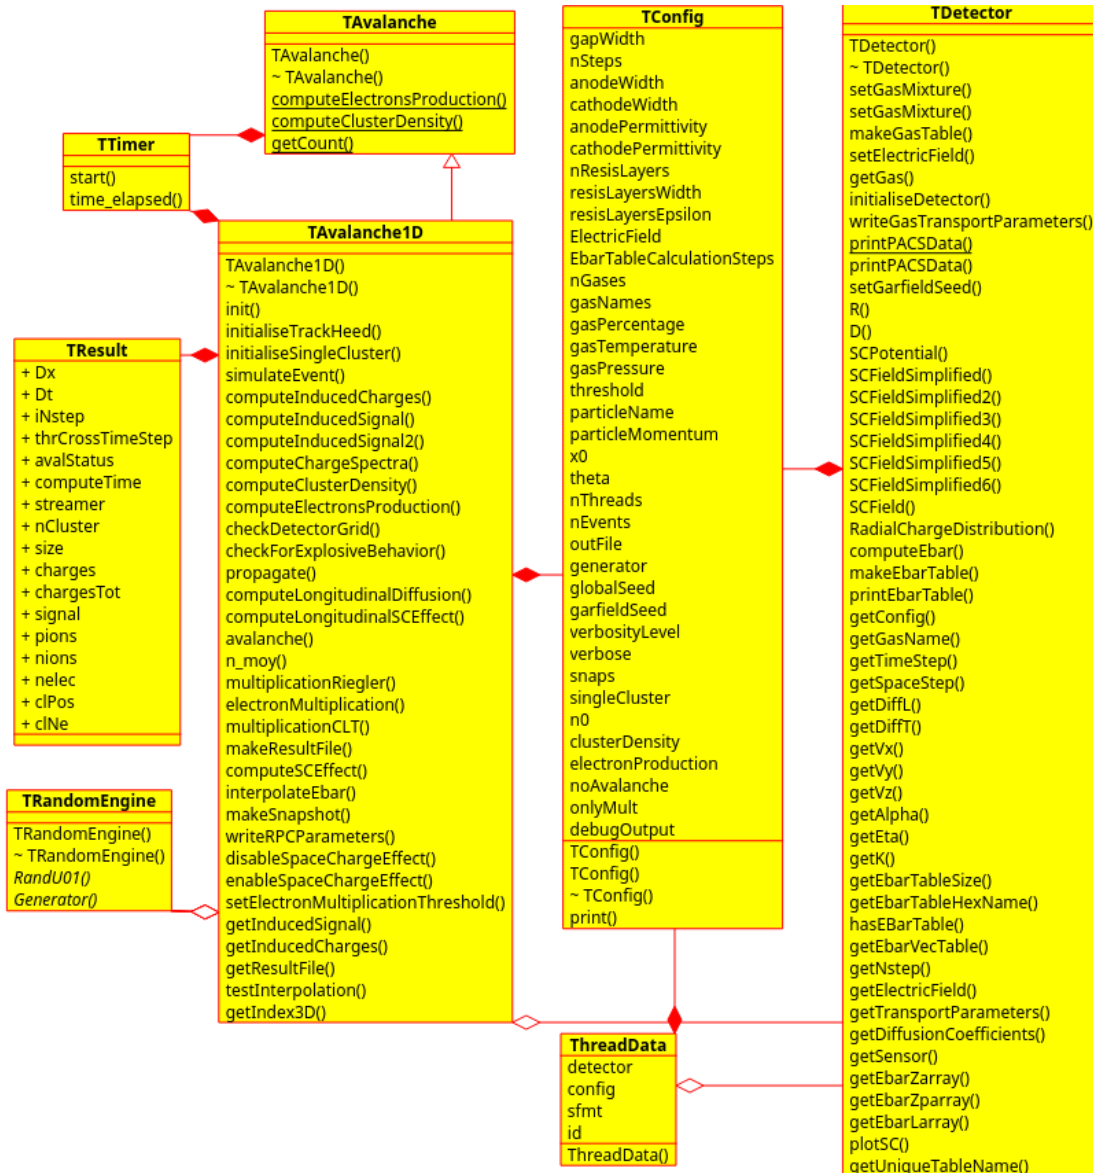 TAvalanche
TAvalanche()
~ TAvalanche()
computeElectronsProduction()
computeClusterDensity()
getCount()
TTimer
start()
time_elapsed()
TAvalanche1D
TAvalanche1D()
~ TAvalanche1D()
init()
initialiseTrackHeed()
initialiseSingleCluster()
simulateEvent()
computeInducedCharges()
computeInducedSignal()
computeInducedSignal2()
computeChargeSpectra()
computeClusterDensity()
computeElectronsProduction()
checkDetectorGrid()
checkForExplosiveBehavior()
propagate()
computeLongitudinalDiffusion()
computeLongitudinalSCEffect()
avalanche()
n_moy()
multiplicationRiegler()
electronMultiplication()
multiplicationCLT()
makeResultFile()
computeSCEffect()
interpolateEbar()
makeSnapshot()
writeRPCParameters()
disableSpaceChargeEffect()
enableSpaceChargeEffect()
setElectronMultiplicationThreshold()
getInducedSignal()
getInducedCharges()
getResultFile()
testInterpolation()
getIndex3D()
TResult
+ Dx
+ Dt
+ iNstep
+ thrCrossTimeStep
+ avalStatus
+ computeTime
+ streamer
+ nCluster
+ size
+ charges
+ chargesTot
+ signal
+ pions
+ nions
+ nelec
+ clPos
+ clNe
TRandomEngine
TRandomEngine()
~ TRandomEngine()
RandU01()
Generator()
TConfig
gapWidth
nSteps
anodeWidth
cathodeWidth
anodePermittivity
cathodePermittivity
nResisLayers
resisLayersWidth
resisLayersEpsilon
ElectricField
EbarTableCalculationSteps
nGases
gasNames
gasPercentage
gasTemperature
gasPressure
threshold
particleName
particleMomentum
x0
theta
nThreads
nEvents
outFile
generator
globalSeed
garfieldSeed
verbosityLevel
verbose
snaps
singleCluster
n0
clusterDensity
electronProduction
noAvalanche
onlyMult
debugOutput
TConfig()
TConfig()
~ TConfig()
print()
ThreadData
detector
config
sfmt
id
ThreadData()
TDetector
TDetector()
~ TDetector()
setGasMixture()
setGasMixture()
makeGasTable()
setElectricField()
getGas()
initialiseDetector()
writeGasTransportParameters()
printPACSData()
printPACSData()
setGarfieldSeed()
R()
D()
SCPotential()
SCFieldSimplified()
SCFieldSimplified2()
SCFieldSimplified3()
SCFieldSimplified4()
SCFieldSimplified5()
SCFieldSimplified6()
SCField()
RadialChargeDistribution()
computeEbar()
makeEbarTable()
printEbarTable()
getConfig()
getGasName()
getTimeStep()
getSpaceStep()
getDiffL()
getDiffT()
getVx()
getVy()
getVz()
getAlpha()
getEta()
getK()
getEbarTableSize()
getEbarTableHexName()
hasEBarTable()
getEbarVecTable()
getNstep()
getElectricField()
getTransportParameters()
getDiffusionCoefficients()
getSensor()
getEbarZarray()
getEbarZparray()
getEbarLarray()
plotSC()
getUniqueTableName()